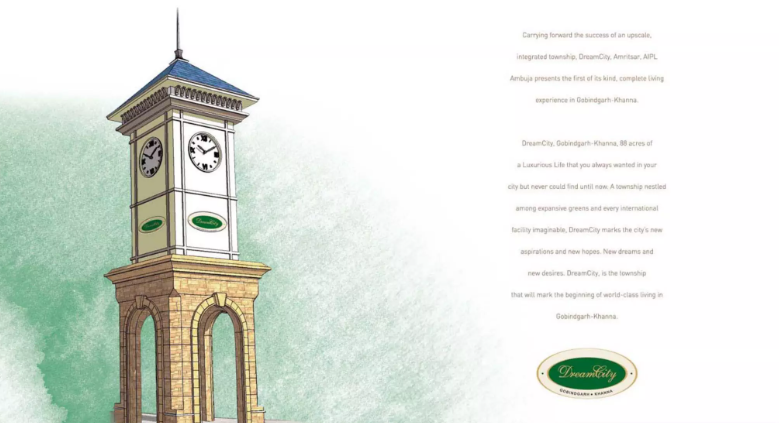 Carrying forward the success of an upscale,
integrated township, DreamCity, Amritsar, AIPL
Ambuja presents the first of its kind, complete living
experience in Gobindgarh-Khanna.
DreamCity, Gobindgarh-Khanna, 88 acres of
a Luxurious Life that you always wanted in your
city but never could find until now. A township nestled
among expansive greens and every international
facility imaginable, DreamCity marks the city's new
aspirations and new hopes. New dreams and
new desires. DreamCity, is the township
that will mark the beginning of world-class living in
Gobindgarh-Khanna.
DreamCity
DreamCity
DreamCity
GOBINDGARH • KHANNA